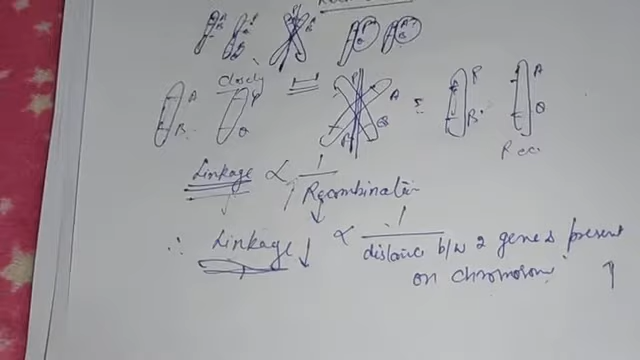 Closely
A P A P A
B. Q B Q B. Q
Rec
Linkage ∝ 1
Recombination
∴ Linkage ↓ ∝ 1
distance b/w 2 genes present
on chromosome